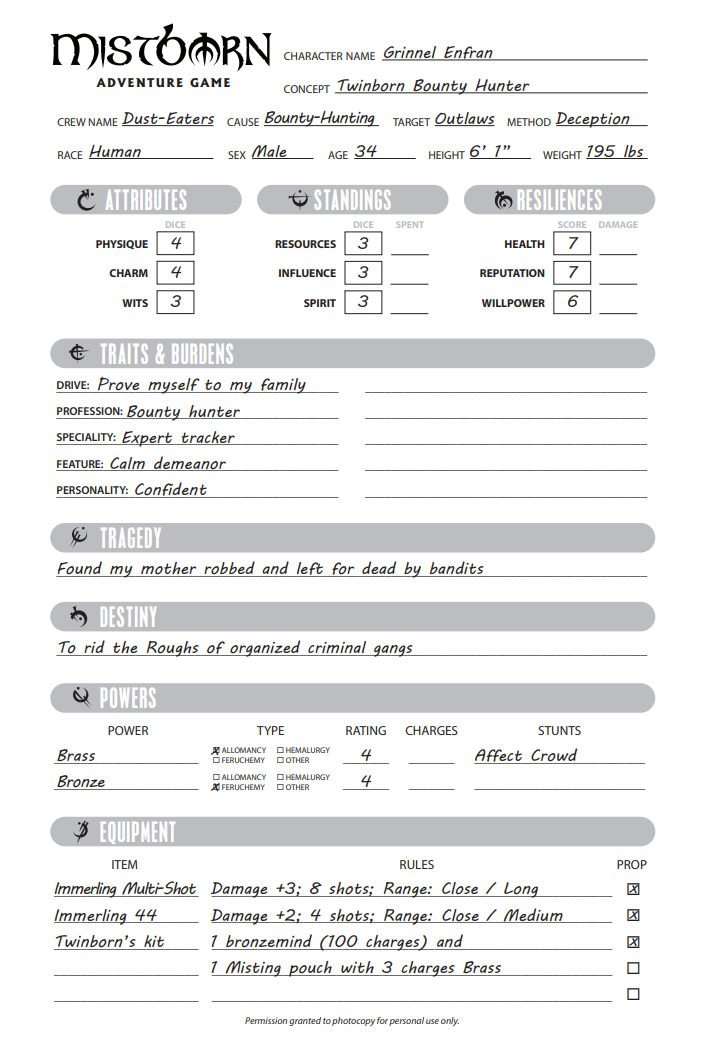 MISTBORN
ADVENTURE GAME
CHARACTER NAME Grinnel Enfran
CONCEPT Twinborn Bounty Hunter
CREW NAME Dust-Eaters CAUSE Bounty-Hunting TARGET Outlaws METHOD Deception
RACE Human SEX Male AGE 34 HEIGHT 6' 1" WEIGHT 195 lbs
ATTRIBUTES STANDINGS RESILIENCES
DICE DICE SPENT SCORE DAMAGE
PHYSIQUE 4 RESOURCES 3 HEALTH 7
CHARM 4 INFLUENCE 3 REPUTATION 7
WITS 3 SPIRIT 3 WILLPOWER 6
TRAITS & BURDENS
DRIVE: Prove myself to my family
PROFESSION: Bounty hunter
SPECIALITY: Expert tracker
FEATURE: Calm demeanor
PERSONALITY: Confident
TRAGEDY
Found my mother robbed and left for dead by bandits
DESTINY
To rid the Roughs of organized criminal gangs
POWERS
POWER TYPE RATING CHARGES STUNTS
Brass ☒ ALLOMANCY ☐ HEMALURGY 4 Affect Crowd
☐ FERUCHEMY ☐ OTHER
Bronze ☐ ALLOMANCY ☐ HEMALURGY 4
☒ FERUCHEMY ☐ OTHER
EQUIPMENT
ITEM RULES PROP
Immerling Multi-Shot Damage +3; 8 shots; Range: Close / Long ☒
Immerling 44 Damage +2; 4 shots; Range: Close / Medium ☒
Twinborn's kit 1 bronzemind (100 charges) and ☒
1 Misting pouch with 3 charges Brass ☐
☐
Permission granted to photocopy for personal use only.